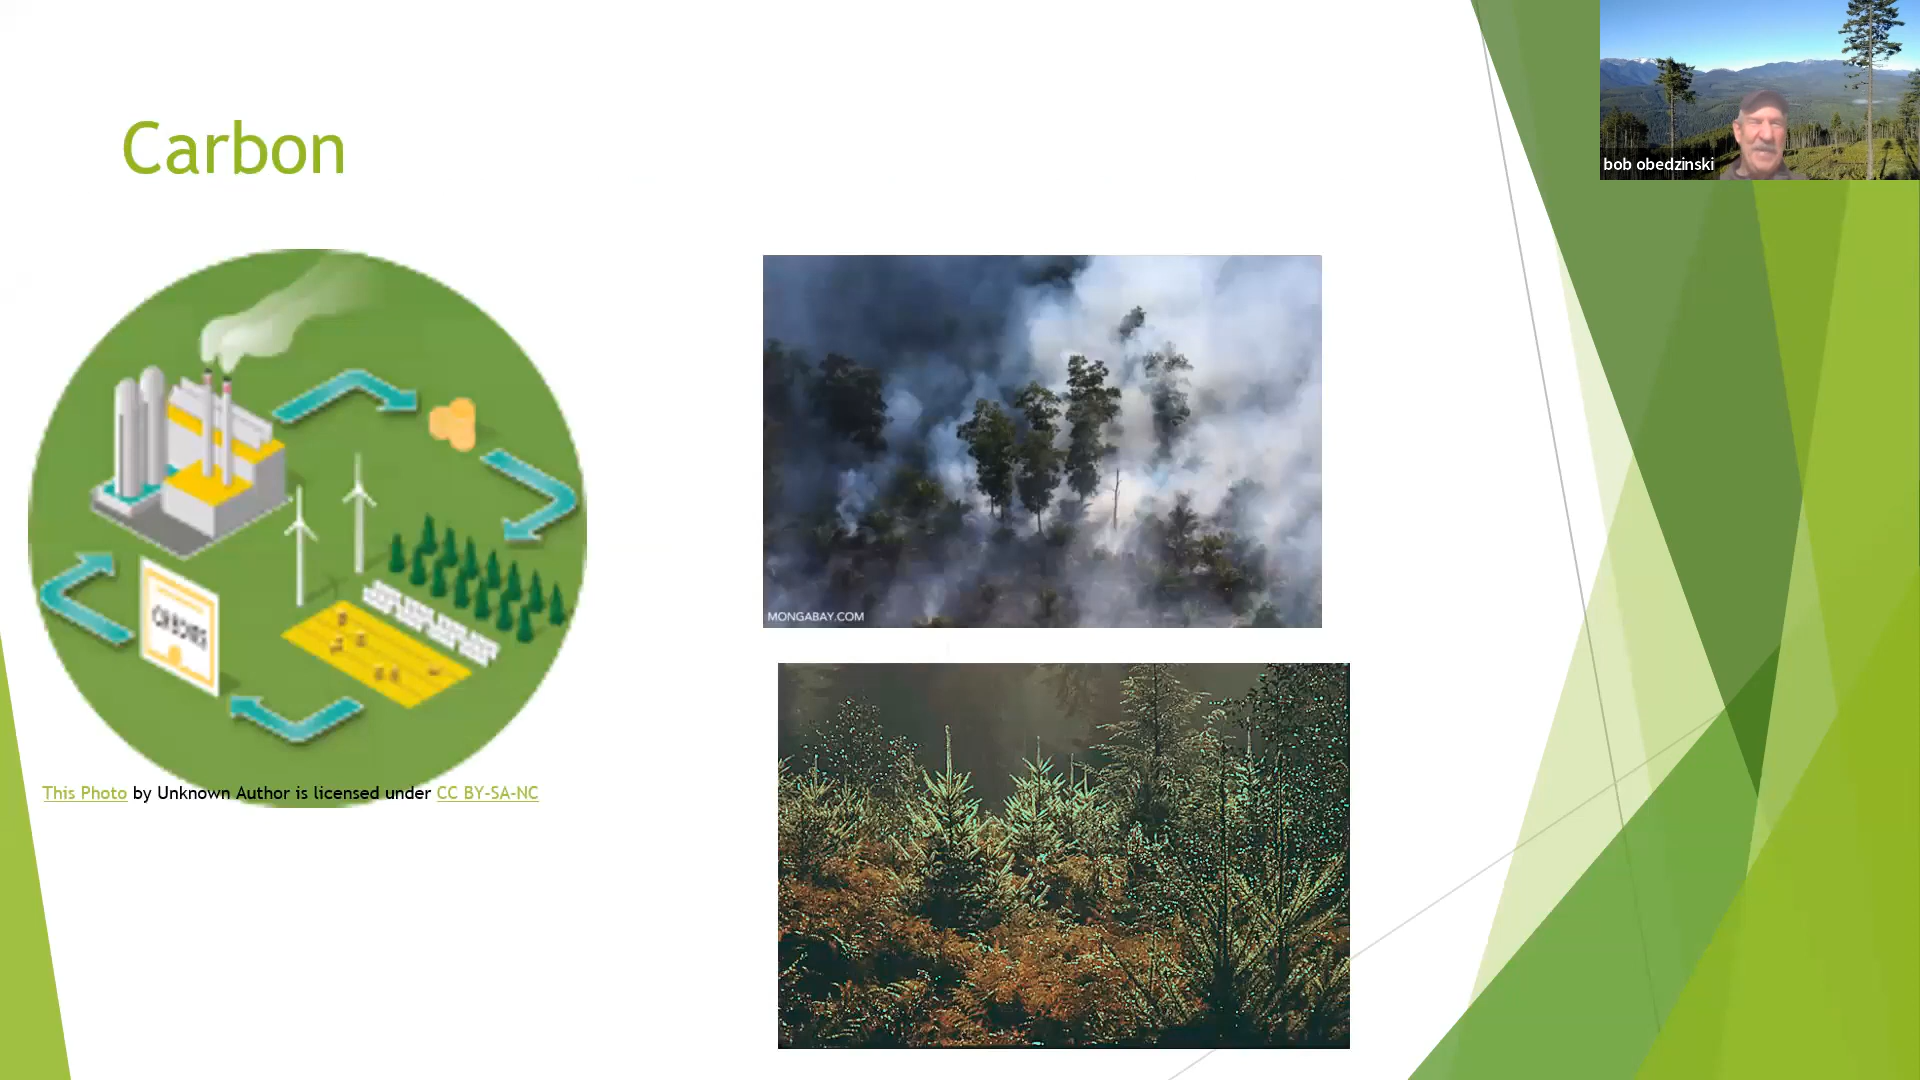 Carbon
bob obedzinski
MONGABAY.COM
This Photo by Unknown Author is licensed under CC BY-SA-NC